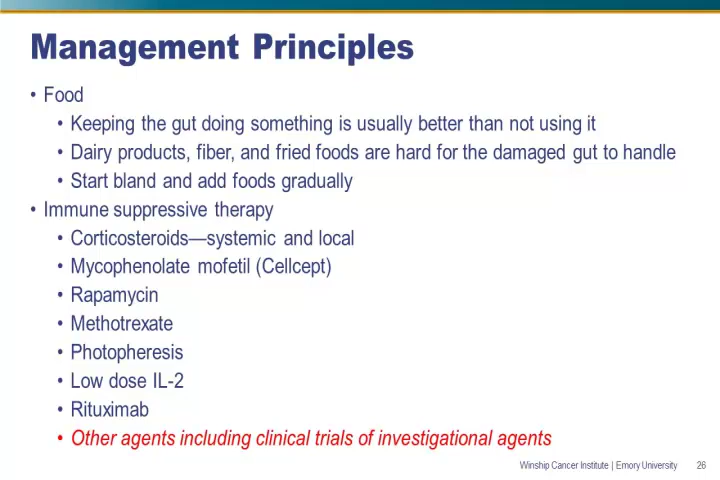 Management Principles
• Food
• Keeping the gut doing something is usually better than not using it
• Dairy products, fiber, and fried foods are hard for the damaged gut to handle
• Start bland and add foods gradually
• Immune suppressive therapy
• Corticosteroids—systemic and local
• Mycophenolate mofetil (Cellcept)
• Rapamycin
• Methotrexate
• Photopheresis
• Low dose IL-2
• Rituximab
• Other agents including clinical trials of investigational agents
Winship Cancer Institute | Emory University 26